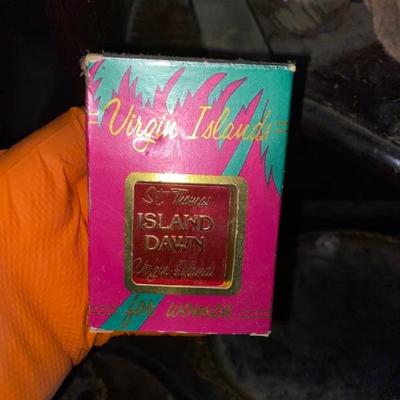 Virgin Islands
St Thomas
ISLAND
DAWN
Virgin Islands
for women